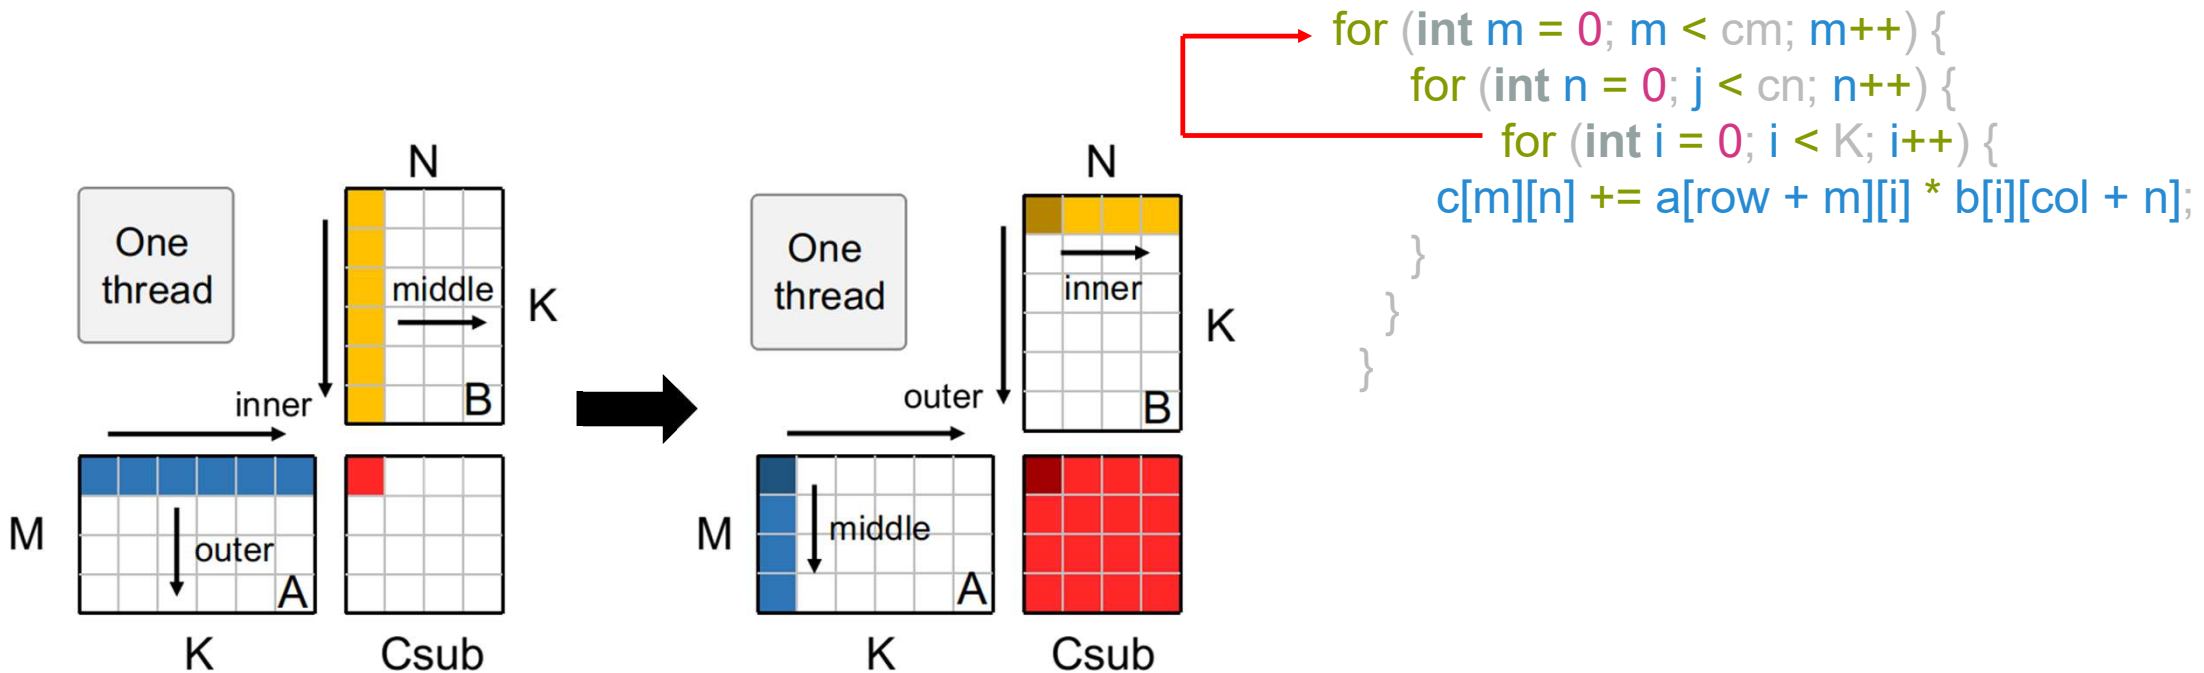 for (int m = 0; m < cm; m++) {
for (int n = 0; j < cn; n++) {
for (int i = 0; i < K; i++) {
c[m][n] += a[row + m][i] * b[i][col + n];
}
}
}
N
One
thread
middle
K
B
inner
M
outer
A
K
Csub
N
One
thread
inner
K
outer
B
M
middle
A
K
Csub